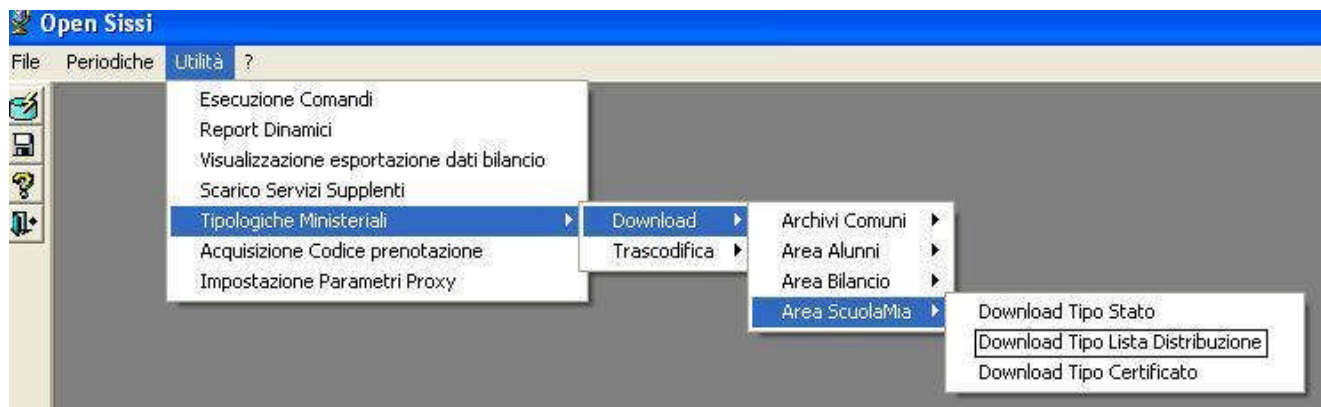 Open Sissi
File Periodiche Utilità ?
Esecuzione Comandi
Report Dinamici
Visualizzazione esportazione dati bilancio
Scarico Servizi Supplenti
Tipologiche Ministeriali
Acquisizione Codice prenotazione
Impostazione Parametri Proxy
Download
Trascodifica
Archivi Comuni
Area Alunni
Area Bilancio
Area ScuolaMia
Download Tipo Stato
Download Tipo Lista Distribuzione
Download Tipo Certificato